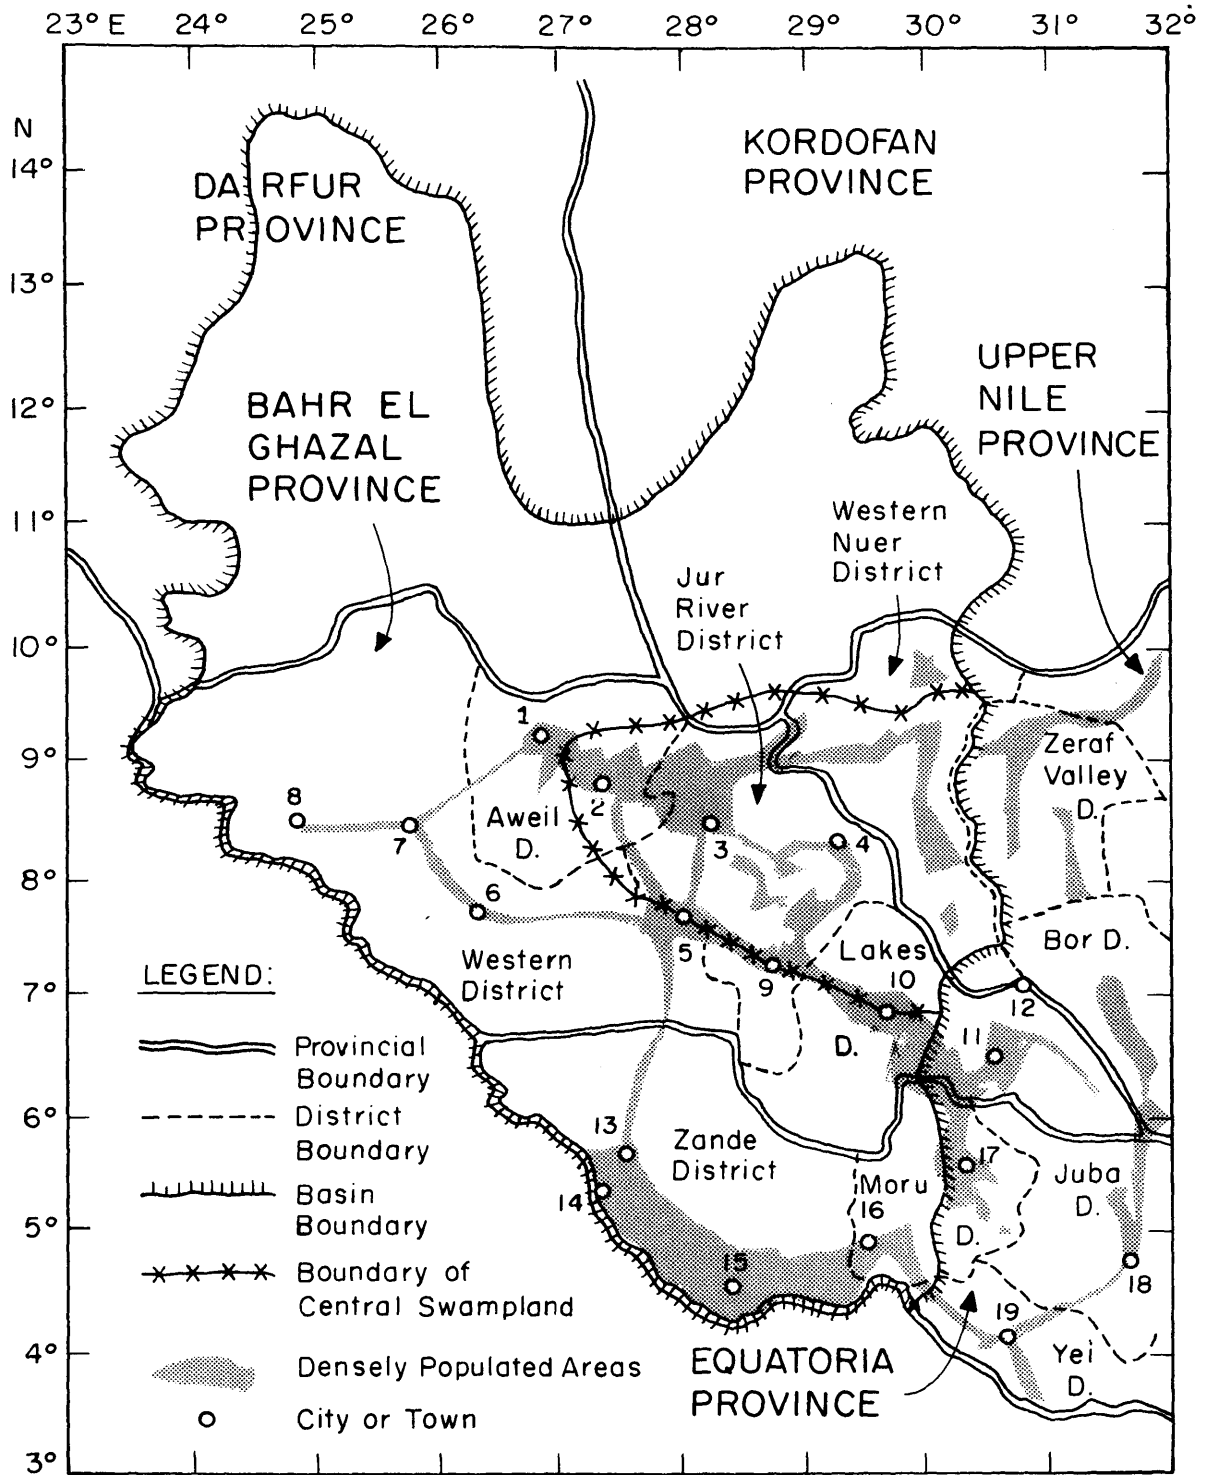 23° E 24° 25° 26° 27° 28° 29° 30° 31° 32°
N
14°
13°
12°
11°
10°
9°
8°
7°
6°
5°
4°
3°
DARFUR
PROVINCE
KORDOFAN
PROVINCE
UPPER
NILE
PROVINCE
BAHR EL
GHAZAL
PROVINCE
Western
Nuer
District
Jur
River
District
1
2
3
4
5
6
7
8
9
10
11
12
13
14
15
16
17
18
19
Aweil
D.
Zeraf
Valley
D.
Lakes
D.
Bor D.
Western
District
Zande
District
Moru
D.
Juba
D.
Yei
D.
EQUATORIA
PROVINCE
LEGEND:
Provincial
Boundary
District
Boundary
Basin
Boundary
Boundary of
Central Swampland
Densely Populated Areas
City or Town